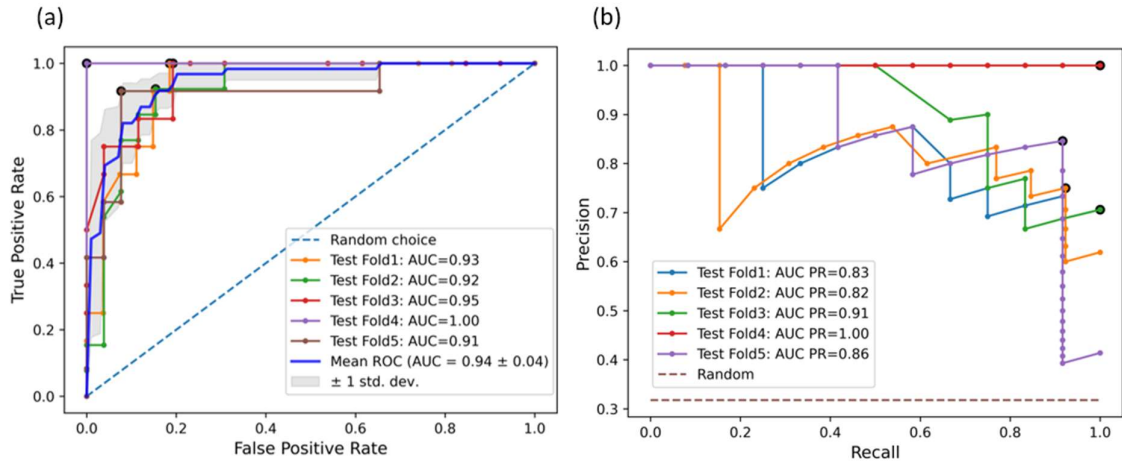 (a)
1.0
0.8
0.6
0.4
0.2
0.0
True Positive Rate
0.0 0.2 0.4 0.6 0.8 1.0
False Positive Rate
Random choice
Test Fold1: AUC=0.93
Test Fold2: AUC=0.92
Test Fold3: AUC=0.95
Test Fold4: AUC=1.00
Test Fold5: AUC=0.91
Mean ROC (AUC = 0.94 ± 0.04)
± 1 std. dev.
(b)
1.0
0.9
0.8
0.7
0.6
0.5
0.4
0.3
Precision
0.0 0.2 0.4 0.6 0.8 1.0
Recall
Test Fold1: AUC PR=0.83
Test Fold2: AUC PR=0.82
Test Fold3: AUC PR=0.91
Test Fold4: AUC PR=1.00
Test Fold5: AUC PR=0.86
Random